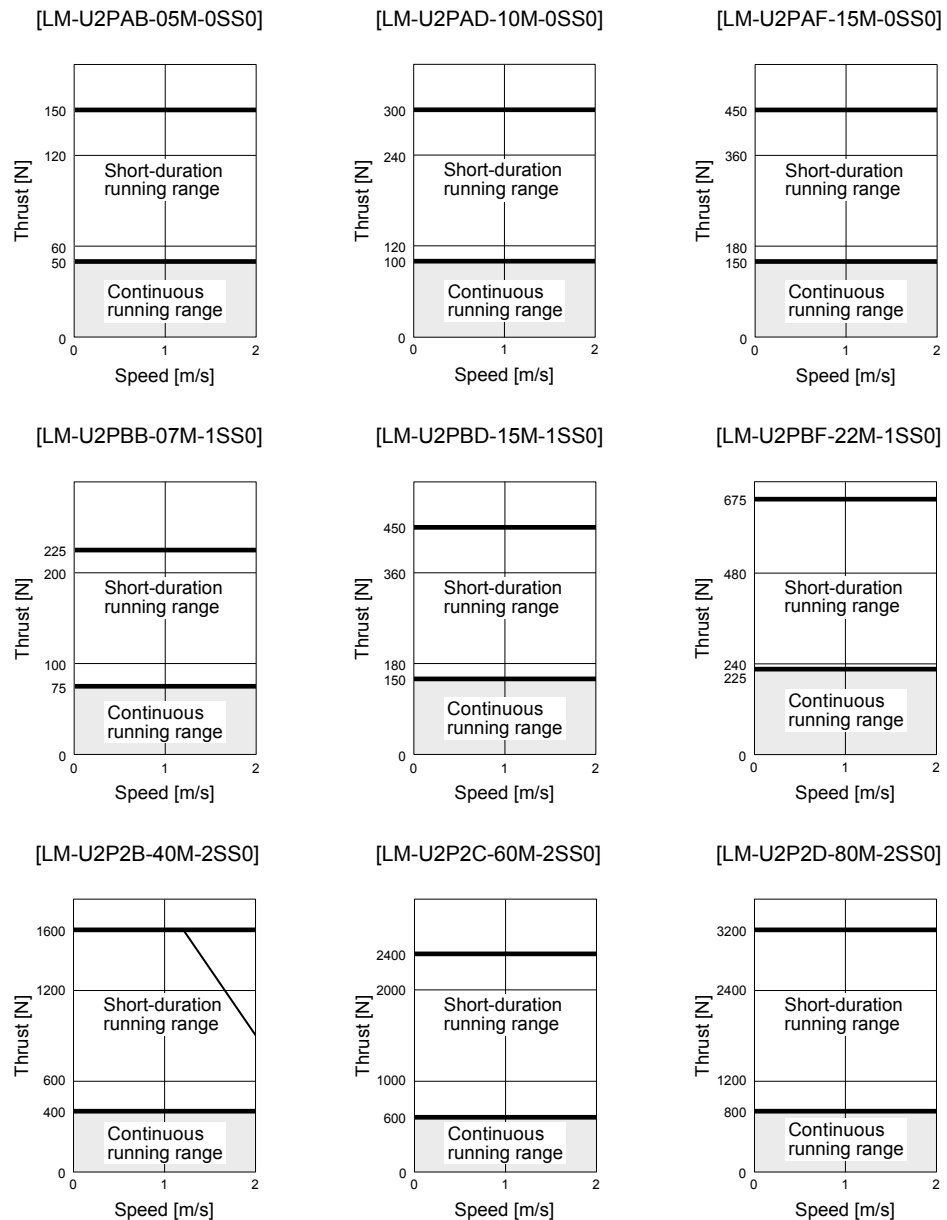 [LM-U2PAB-05M-0SS0]
150
120
60
50
0
Thrust [N]
Short-duration
running range
Continuous
running range
0 1 2
Speed [m/s]
[LM-U2PAD-10M-0SS0]
300
240
120
100
0
Thrust [N]
Short-duration
running range
Continuous
running range
0 1 2
Speed [m/s]
[LM-U2PAF-15M-0SS0]
450
360
180
150
0
Thrust [N]
Short-duration
running range
Continuous
running range
0 1 2
Speed [m/s]
[LM-U2PBB-07M-1SS0]
225
200
100
75
0
Thrust [N]
Short-duration
running range
Continuous
running range
0 1 2
Speed [m/s]
[LM-U2PBD-15M-1SS0]
450
360
180
150
0
Thrust [N]
Short-duration
running range
Continuous
running range
0 1 2
Speed [m/s]
[LM-U2PBF-22M-1SS0]
675
480
240
225
0
Thrust [N]
Short-duration
running range
Continuous
running range
0 1 2
Speed [m/s]
[LM-U2P2B-40M-2SS0]
1600
1200
600
400
0
Thrust [N]
Short-duration
running range
Continuous
running range
0 1 2
Speed [m/s]
[LM-U2P2C-60M-2SS0]
2400
2000
1000
600
0
Thrust [N]
Short-duration
running range
Continuous
running range
0 1 2
Speed [m/s]
[LM-U2P2D-80M-2SS0]
3200
2400
1200
800
0
Thrust [N]
Short-duration
running range
Continuous
running range
0 1 2
Speed [m/s]